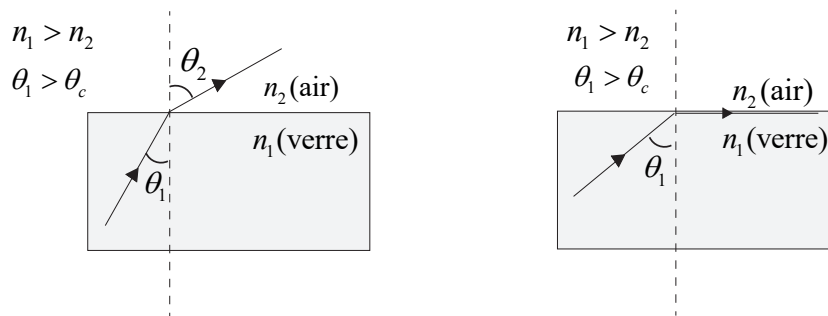 n₁ > n₂
θ₁ > θc
θ₂
n₂ (air)
n₁ (verre)
θ₁
n₁ > n₂
θ₁ > θc
n₂ (air)
n₁ (verre)
θ₁